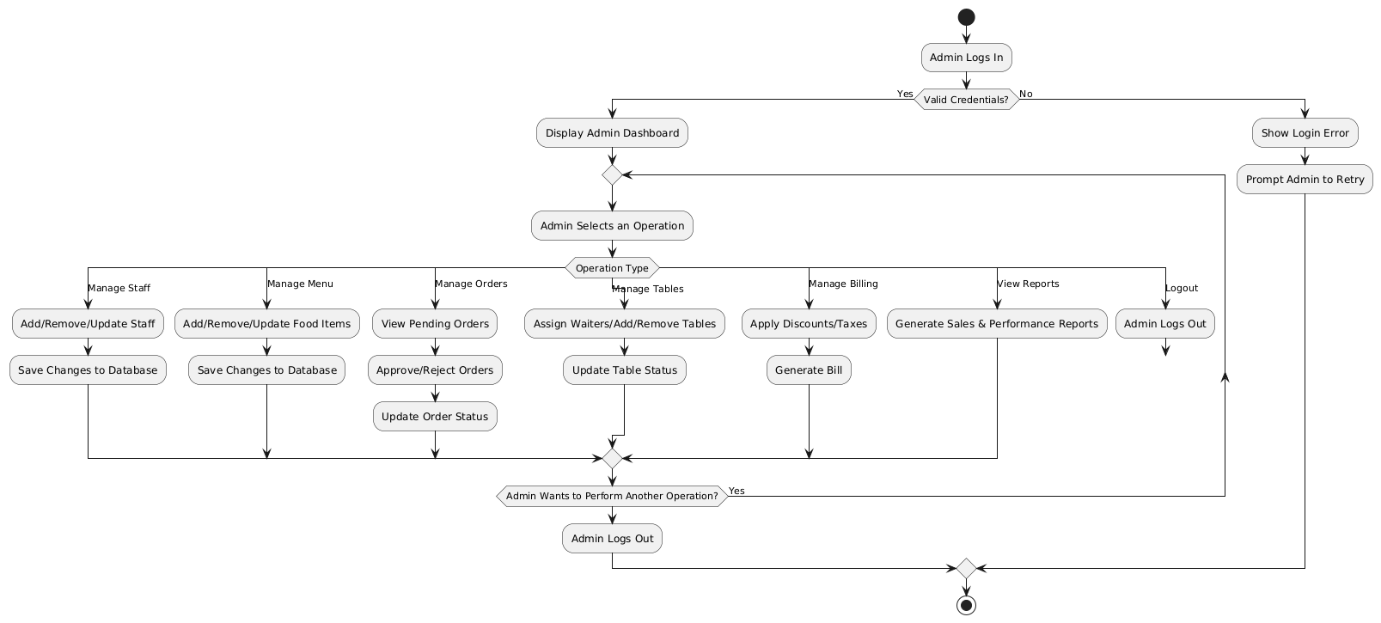 Admin Logs In
Yes
Valid Credentials?
No
Display Admin Dashboard
Show Login Error
Prompt Admin to Retry
Admin Selects an Operation
Operation Type
Manage Staff
Manage Menu
Manage Orders
Manage Tables
Manage Billing
View Reports
Logout
Add/Remove/Update Staff
Add/Remove/Update Food Items
View Pending Orders
Assign Waiters/Add/Remove Tables
Apply Discounts/Taxes
Generate Sales & Performance Reports
Admin Logs Out
Save Changes to Database
Save Changes to Database
Approve/Reject Orders
Update Table Status
Generate Bill
Update Order Status
Admin Wants to Perform Another Operation?
Yes
Admin Logs Out